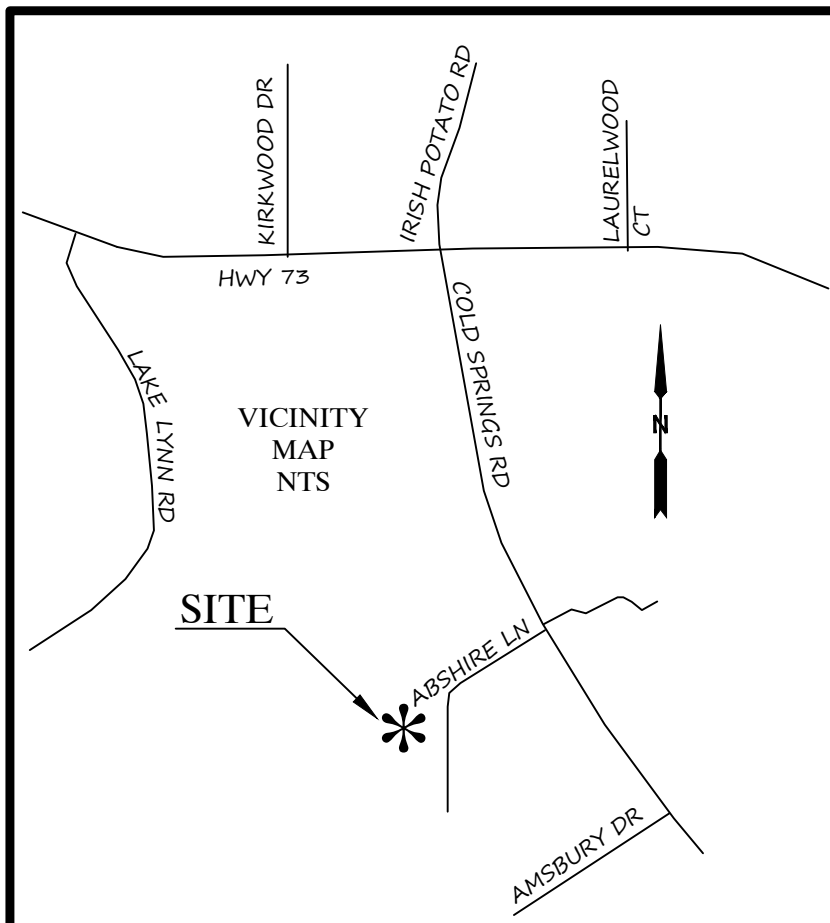 KIRKWOOD DR
IRISH POTATO RD
LAURELWOOD
CT
HWY 73
COLD SPRINGS RD
LAKE LYNN RD
VICINITY
MAP
NTS
N
SITE
ABSHIRE LN
AMSBURY DR